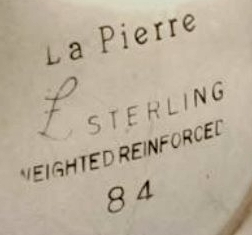 La Pierre
£ STERLING
WEIGHTED REINFORCED
84